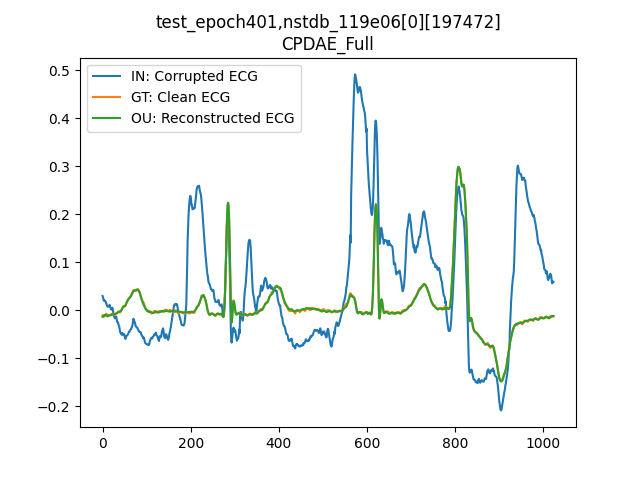 test_epoch401,nstdb_119e06[0][197472]
CPDAE_Full
IN: Corrupted ECG
GT: Clean ECG
OU: Reconstructed ECG
0.5
0.4
0.3
0.2
0.1
0.0
−0.1
−0.2
0 200 400 600 800 1000